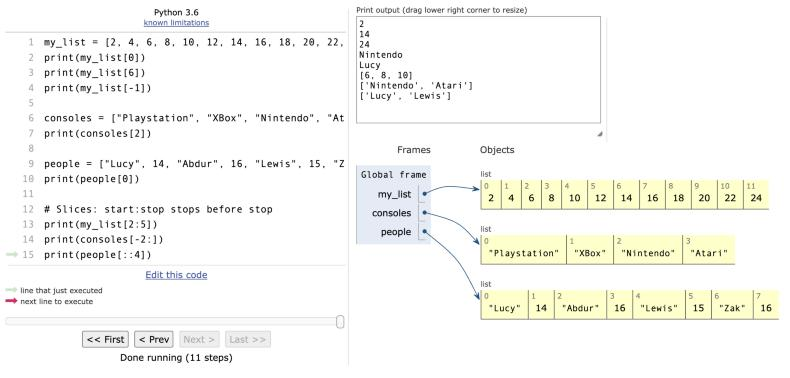 Python 3.6
known limitations
1 my_list = [2, 4, 6, 8, 10, 12, 14, 16, 18, 20, 22,
2 print(my_list[0])
3 print(my_list[6])
4 print(my_list[-1])
5
6 consoles = ["Playstation", "XBox", "Nintendo", "At
7 print(consoles[2])
8
9 people = ["Lucy", 14, "Abdur", 16, "Lewis", 15, "Z
10 print(people[0])
11
12 # Slices: start:stop stops before stop
13 print(my_list[2:5])
14 print(consoles[-2:])
15 print(people[::4])
Edit this code
line that just executed
next line to execute
<< First < Prev Next > Last >>
Done running (11 steps)
Print output (drag lower right corner to resize)
2
14
24
Nintendo
Lucy
[6, 8, 10]
['Nintendo', 'Atari']
['Lucy', 'Lewis']
Frames Objects
Global frame
my_list
consoles
people
list
0 1 2 3 4 5 6 7 8 9 10 11
2 4 6 8 10 12 14 16 18 20 22 24
list
0 1 2 3
"Playstation" "XBox" "Nintendo" "Atari"
list
0 1 2 3 4 5 6 7
"Lucy" 14 "Abdur" 16 "Lewis" 15 "Zak" 16